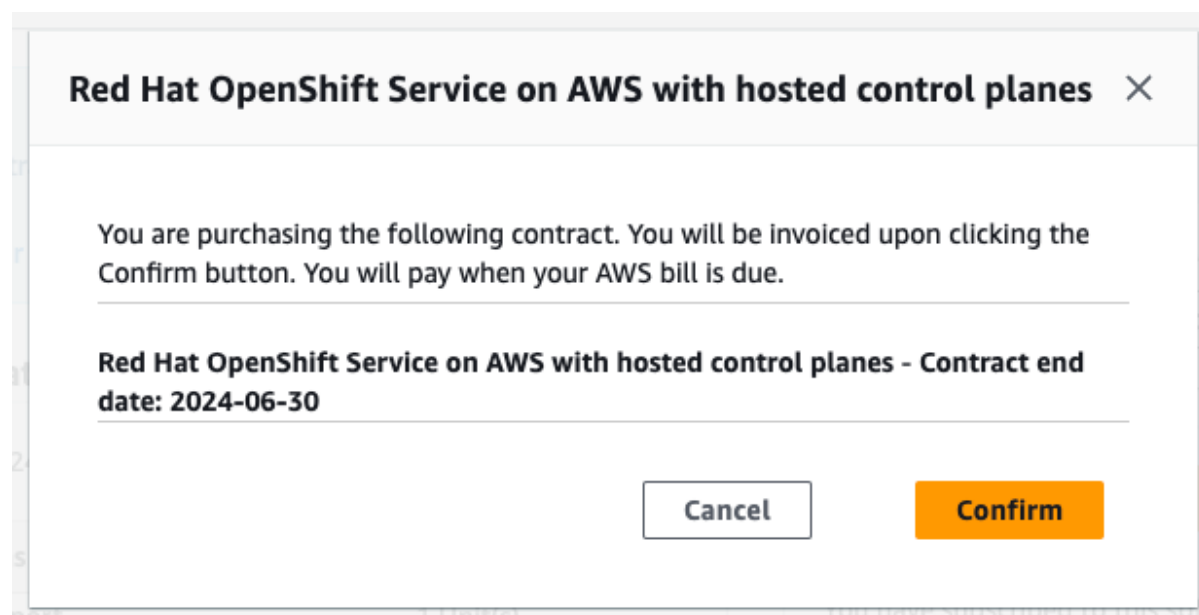 Red Hat OpenShift Service on AWS with hosted control planes
You are purchasing the following contract. You will be invoiced upon clicking the
Confirm button. You will pay when your AWS bill is due.
Red Hat OpenShift Service on AWS with hosted control planes - Contract end
date: 2024-06-30
Cancel
Confirm